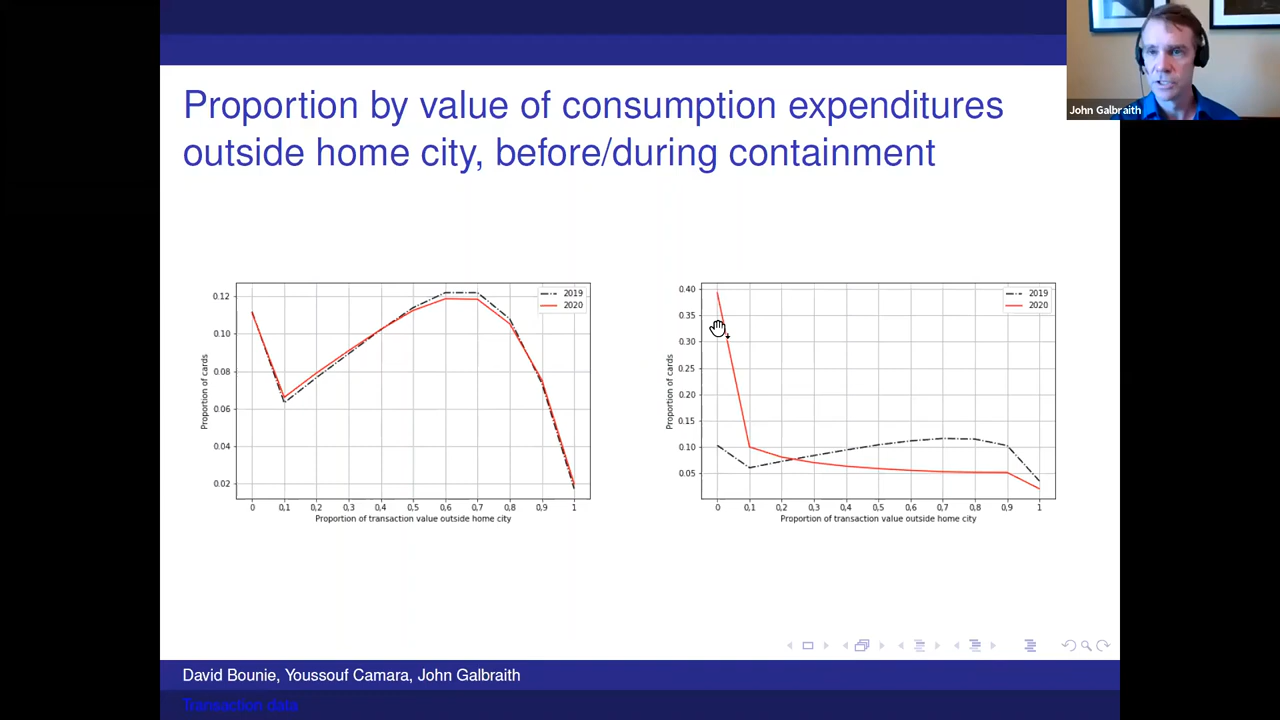 John Galbraith
Proportion by value of consumption expenditures
outside home city, before/during containment
0.12
0.10
0.08
0.06
0.04
0.02
Proportion of cards
2019
2020
0 0,1 0,2 0,3 0,4 0,5 0,6 0,7 0,8 0,9 1
Proportion of transaction value outside home city
0.40
0.35
0.30
0.25
0.20
0.15
0.10
0.05
Proportion of cards
2019
2020
0 0,1 0,2 0,3 0,4 0,5 0,6 0,7 0,8 0,9 1
Proportion of transaction value outside home city
David Bounie, Youssouf Camara, John Galbraith
Transaction data